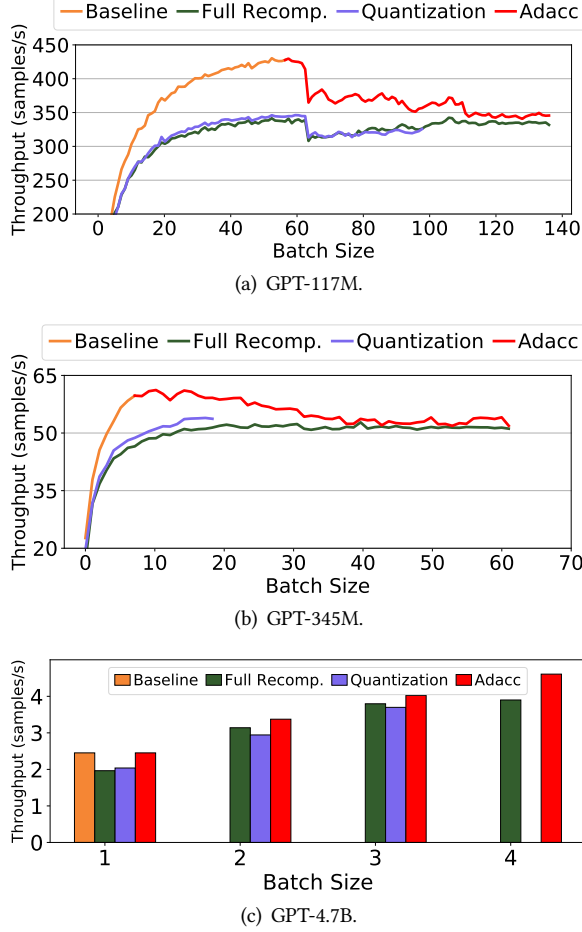 Baseline Full Recomp. Quantization Adacc
Throughput (samples/s)
450
400
350
300
250
200
0 20 40 60 80 100 120 140
Batch Size
(a) GPT-117M.
Baseline Full Recomp. Quantization Adacc
Throughput (samples/s)
65
50
35
20
0 10 20 30 40 50 60 70
Batch Size
(b) GPT-345M.
Baseline Full Recomp. Quantization Adacc
Throughput (samples/s)
4
3
2
1
0
1 2 3 4
Batch Size
(c) GPT-4.7B.